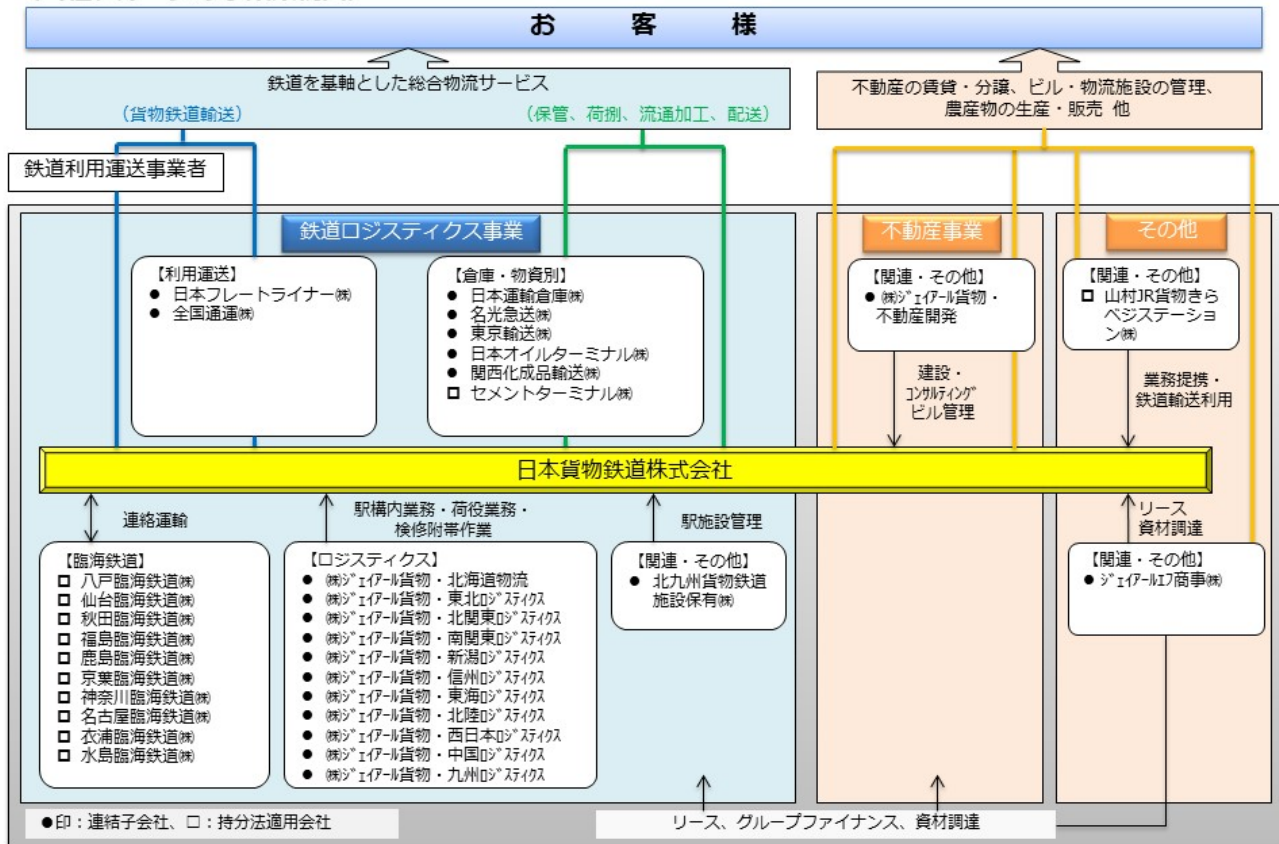 お 客 様
鉄道を基軸とした総合物流サービス
（貨物鉄道輸送）
（保管、荷捌、流通加工、配送）
不動産の賃貸・分譲、ビル・物流施設の管理、
農産物の生産・販売 他
鉄道利用運送事業者
鉄道ロジスティクス事業
不動産事業
その他
【利用運送】
● 日本フレートライナー㈱
● 全国通運㈱
【倉庫・物資別】
● 日本運輸倉庫㈱
● 名光急送㈱
● 東京輸送㈱
● 日本オイルターミナル㈱
● 関西化成品輸送㈱
□ セメントターミナル㈱
【関連・その他】
● ㈱ｼﾞｪｲｱｰﾙ貨物・
不動産開発
【関連・その他】
□ 山村JR貨物きら
ベジステーショ
ン㈱
建設・
ｺﾝｻﾙﾃｨﾝｸﾞ
ビル管理
業務提携・
鉄道輸送利用
日本貨物鉄道株式会社
連絡運輸
駅構内業務・荷役業務・
検修附帯作業
駅施設管理
リース
資材調達
【臨海鉄道】
□ 八戸臨海鉄道㈱
□ 仙台臨海鉄道㈱
□ 秋田臨海鉄道㈱
□ 福島臨海鉄道㈱
□ 鹿島臨海鉄道㈱
□ 京葉臨海鉄道㈱
□ 神奈川臨海鉄道㈱
□ 名古屋臨海鉄道㈱
□ 衣浦臨海鉄道㈱
□ 水島臨海鉄道㈱
【ロジスティクス】
● ㈱ｼﾞｪｲｱｰﾙ貨物・北海道物流
● ㈱ｼﾞｪｲｱｰﾙ貨物・東北ﾛｼﾞｽﾃｨｸｽ
● ㈱ｼﾞｪｲｱｰﾙ貨物・北関東ﾛｼﾞｽﾃｨｸｽ
● ㈱ｼﾞｪｲｱｰﾙ貨物・南関東ﾛｼﾞｽﾃｨｸｽ
● ㈱ｼﾞｪｲｱｰﾙ貨物・新潟ﾛｼﾞｽﾃｨｸｽ
● ㈱ｼﾞｪｲｱｰﾙ貨物・信州ﾛｼﾞｽﾃｨｸｽ
● ㈱ｼﾞｪｲｱｰﾙ貨物・東海ﾛｼﾞｽﾃｨｸｽ
● ㈱ｼﾞｪｲｱｰﾙ貨物・北陸ﾛｼﾞｽﾃｨｸｽ
● ㈱ｼﾞｪｲｱｰﾙ貨物・西日本ﾛｼﾞｽﾃｨｸｽ
● ㈱ｼﾞｪｲｱｰﾙ貨物・中国ﾛｼﾞｽﾃｨｸｽ
● ㈱ｼﾞｪｲｱｰﾙ貨物・九州ﾛｼﾞｽﾃｨｸｽ
【関連・その他】
● 北九州貨物鉄道
施設保有㈱
【関連・その他】
● ｼﾞｪｲｱｰﾙｴﾌ商事㈱
●印：連結子会社、□：持分法適用会社
リース、グループファイナンス、資材調達